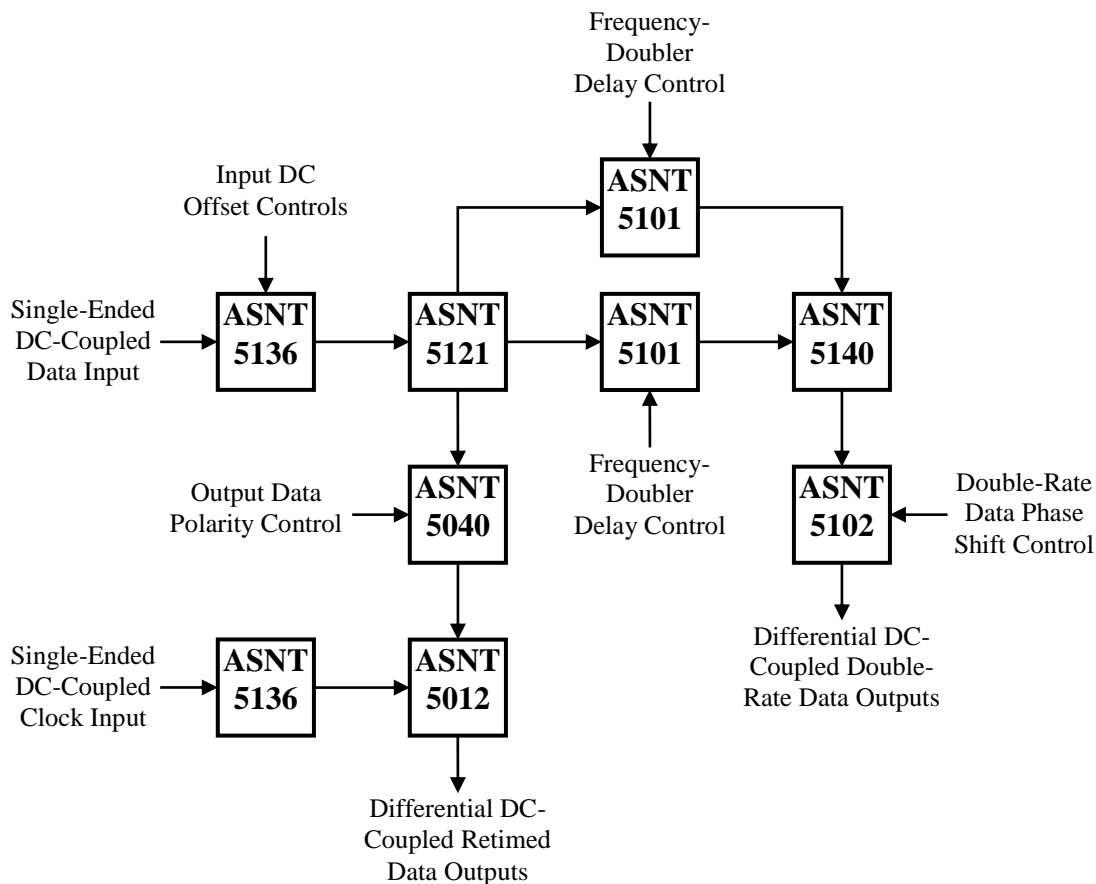 Frequency-
Doubler
Delay Control
ASNT
5101
Input DC
Offset Controls
Single-Ended
DC-Coupled
Data Input
ASNT
5136
ASNT
5121
ASNT
5101
ASNT
5140
Output Data
Polarity Control
ASNT
5040
Frequency-
Doubler
Delay Control
ASNT
5102
Double-Rate
Data Phase
Shift Control
Single-Ended
DC-Coupled
Clock Input
ASNT
5136
ASNT
5012
Differential DC-
Coupled Double-
Rate Data Outputs
Differential DC-
Coupled Retimed
Data Outputs